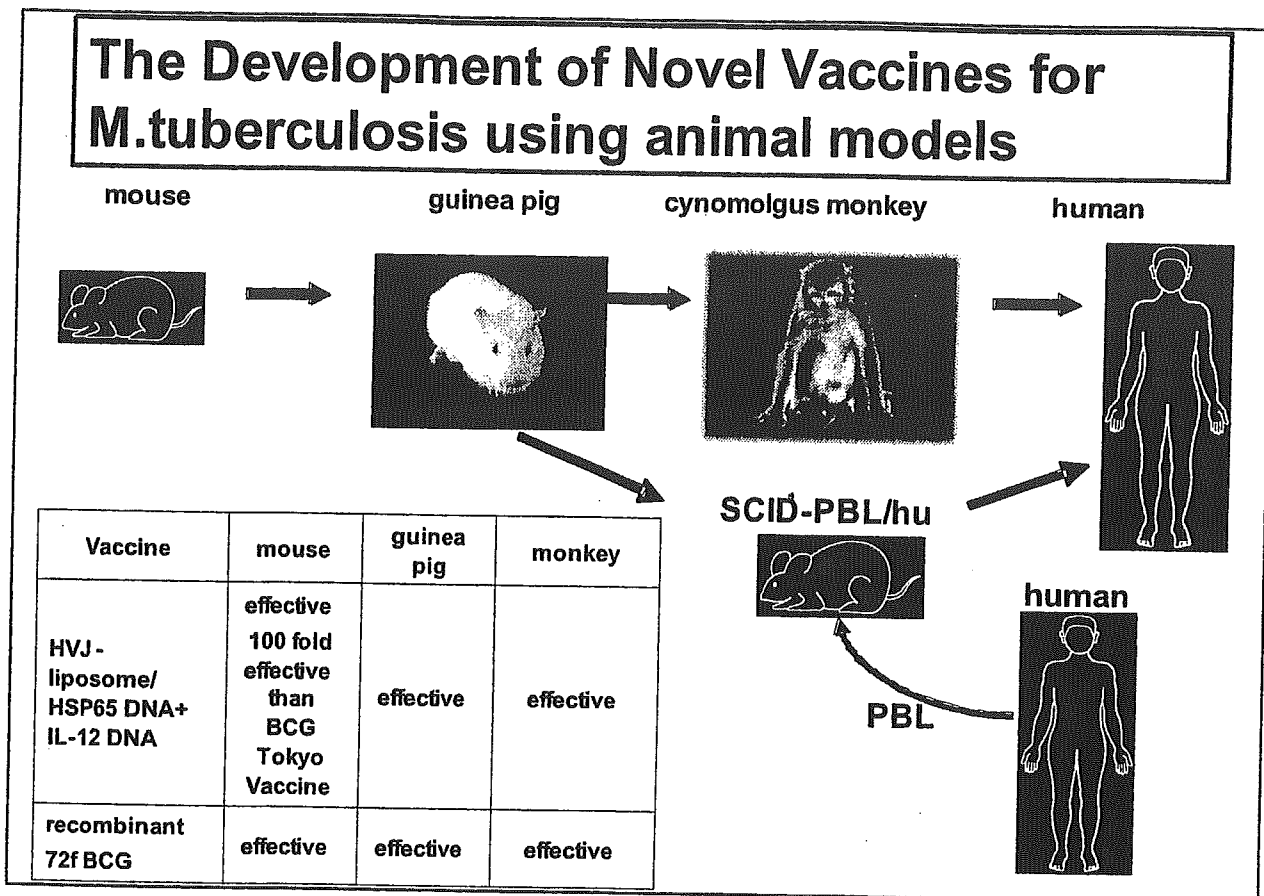 The Development of Novel Vaccines for
M.tuberculosis using animal models
mouse
guinea pig
cynomolgus monkey
human
SCID-PBL/hu
human
PBL
Vaccine
mouse
guinea
pig
monkey
HVJ-
liposome/
HSP65 DNA+
IL-12 DNA
effective
100 fold
effective
than
BCG
Tokyo
Vaccine
effective
effective
recombinant
72f BCG
effective
effective
effective